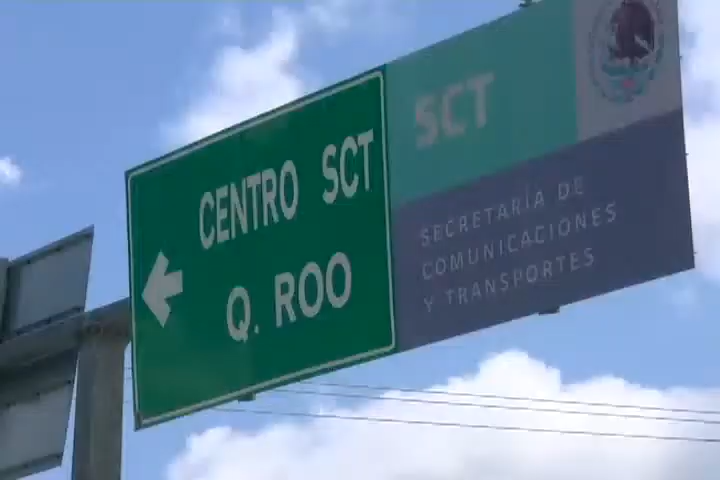 CENTRO SCT
Q. ROO
SCT
SECRETARÍA DE
COMUNICACIONES
Y TRANSPORTES